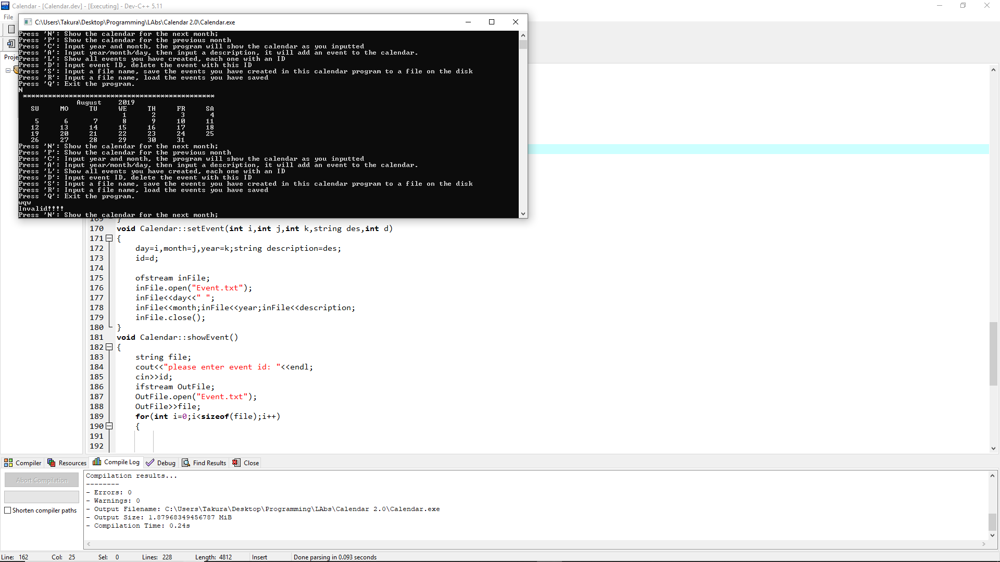 Calendar - [Calendar.dev] - [Executing] - Dev-C++ 5.11
File
C:\Users\Takura\Desktop\Programming\LAbs\Calendar 2.0\Calendar.exe
Proje
Press 'N': Show the calendar for the next month;
Press 'P': Show the calendar for the previous month
Press 'C': Input year and month, the program will show the calendar as you inputted
Press 'A': Input year/month/day, then input a description, it will add an event to the calendar.
Press 'L': Show all events you have created, each one with an ID
Press 'D': Input event ID, delete the event with this ID
Press 'S': Input a file name, save the events you have created in this calendar program to a file on the disk
Press 'R': Input a file name, load the events you have saved
Press 'Q': Exit the program.
N
**********************************************
August 2019
SU MO TU WE TH FR SA
1 2 3 4
5 6 7 8 9 10 11
12 13 14 15 16 17 18
19 20 21 22 23 24 25
26 27 28 29 30 31
Press 'N': Show the calendar for the next month;
Press 'P': Show the calendar for the previous month
Press 'C': Input year and month, the program will show the calendar as you inputted
Press 'A': Input year/month/day, then input a description, it will add an event to the calendar.
Press 'L': Show all events you have created, each one with an ID
Press 'D': Input event ID, delete the event with this ID
Press 'S': Input a file name, save the events you have created in this calendar program to a file on the disk
Press 'R': Input a file name, load the events you have saved
Press 'Q': Exit the program.
wqw
Invalid!!!!
Press 'N': Show the calendar for the next month;
169 }
170 void Calendar::setEvent(int i,int j,int k,string des,int d)
171 {
172 day=i,month=j,year=k;string description=des;
173 id=d;
174
175 ofstream inFile;
176 inFile.open("Event.txt");
177 inFile<<day<<" ";
178 inFile<<month;inFile<<year;inFile<<description;
179 inFile.close();
180 }
181 void Calendar::showEvent()
182 {
183 string file;
184 cout<<"please enter event id: "<<endl;
185 cin>>id;
186 ifstream OutFile;
187 OutFile.open("Event.txt");
188 OutFile>>file;
189 for(int i=0;i<sizeof(file);i++)
190 {
191
192
Compiler Resources Compile Log Debug Find Results Close
Abort Compilation
Shorten compiler paths
Compilation results...
--------
- Errors: 0
- Warnings: 0
- Output Filename: C:\Users\Takura\Desktop\Programming\LAbs\Calendar 2.0\Calendar.exe
- Output Size: 1.87968349456787 MiB
- Compilation Time: 0.24s
Line: 162 Col: 25 Sel: 0 Lines: 228 Length: 4812 Insert Done parsing in 0.093 seconds